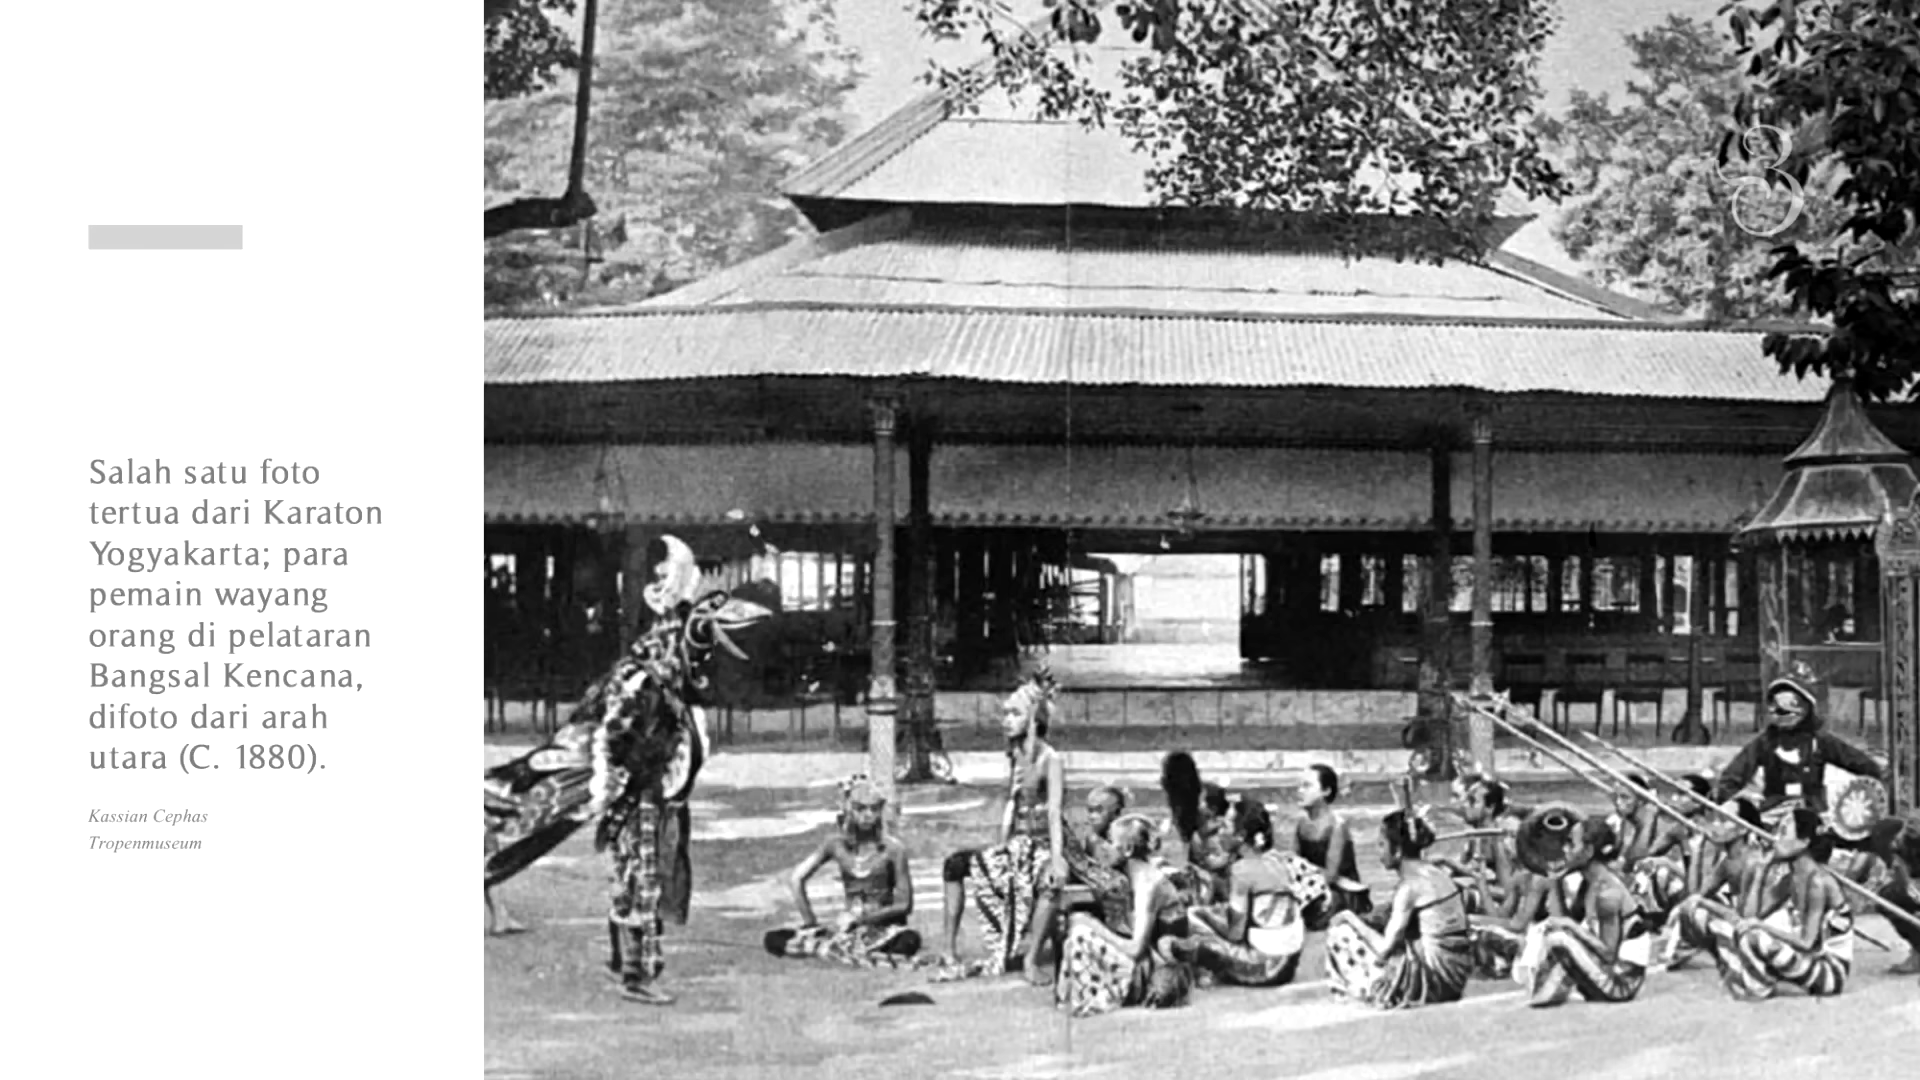 3
Salah satu foto
tertua dari Karaton
Yogyakarta; para
pemain wayang
orang di pelataran
Bangsal Kencana,
difoto dari arah
utara (C. 1880).
Kassian Cephas
Tropenmuseum